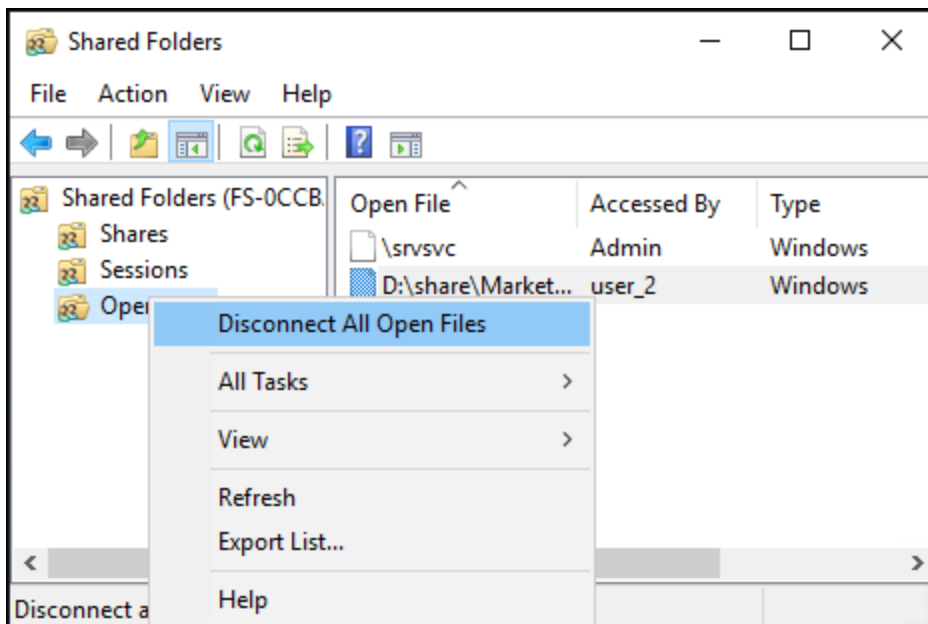 Shared Folders
File Action View Help
Shared Folders (FS-0CCB.
Shares
Sessions
Open File Accessed By Type
\srvsvc Admin Windows
D:\share\Market... user_2 Windows
Disconnect All Open Files
All Tasks
View
Refresh
Export List...
Help
Disconnect a